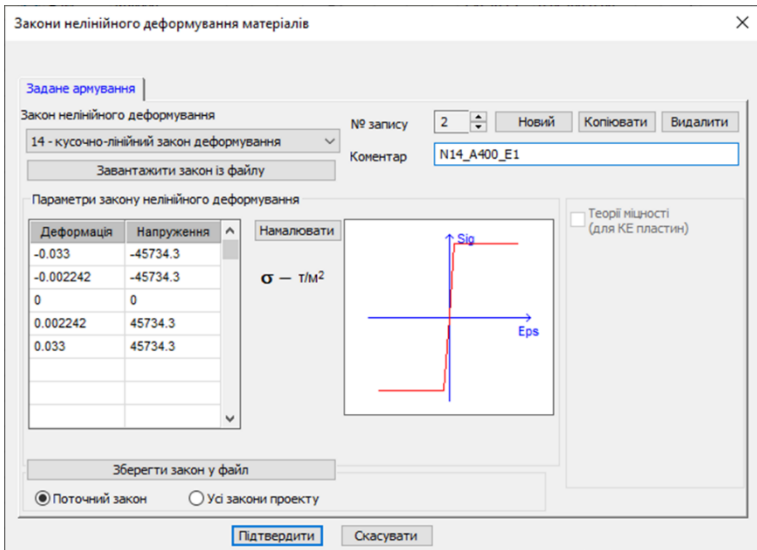 Закони нелінійного деформування матеріалів
Задане армування
Закон нелінійного деформування
14 - кусочно-лінійний закон деформування
Завантажити закон із файлу
№ запису
2
Новий
Копіювати
Видалити
Коментар
N14_A400_E1
Параметри закону нелінійного деформування
Деформація Напруження
-0.033 -45734.3
-0.002242 -45734.3
0 0
0.002242 45734.3
0.033 45734.3
Намалювати
σ — т/м²
Sig
Eps
Теорії міцності
(для КЕ пластин)
Зберегти закон у файл
Поточний закон
Усі закони проекту
Підтвердити
Скасувати